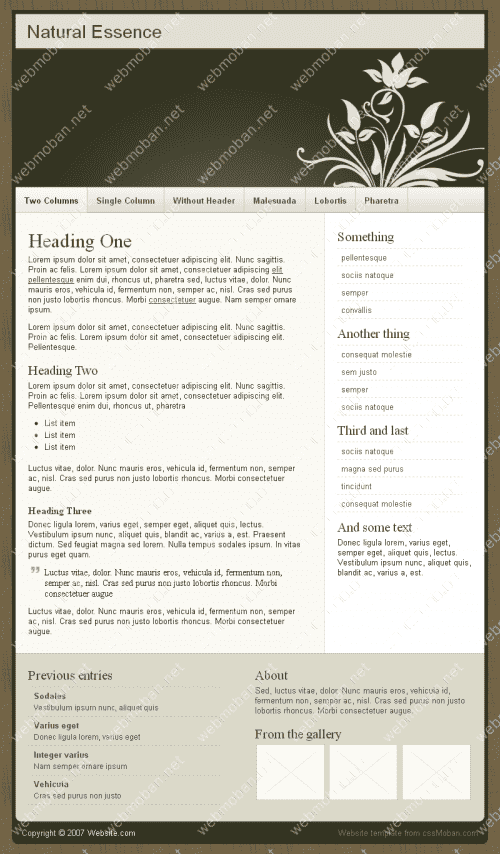 Natural Essence
Two Columns
Single Column
Without Header
Malesuada
Lobortis
Pharetra
Heading One
Lorem ipsum dolor sit amet, consectetuer adipiscing elit. Nunc sagittis.
Proin ac felis. Lorem ipsum dolor sit amet, consectetuer adipiscing elit
pellentesque enim dui, rhoncus ut, pharetra sed, luctus vitae, dolor. Nunc
mauris eros, vehicula id, fermentum non, semper ac, nisl. Cras sed purus
non justo lobortis rhoncus. Morbi consectetuer augue. Nam semper ornare
ipsum.
Lorem ipsum dolor sit amet, consectetuer adipiscing elit. Nunc sagittis.
Proin ac felis. Lorem ipsum dolor sit amet, consectetuer adipiscing elit.
Pellentesque.
Heading Two
Lorem ipsum dolor sit amet, consectetuer adipiscing elit. Nunc sagittis.
Proin ac felis. Lorem ipsum dolor sit amet, consectetuer adipiscing elit.
Pellentesque enim dui, rhoncus ut, pharetra
List item
List item
List item
Luctus vitae, dolor. Nunc mauris eros, vehicula id, fermentum non, semper
ac, nisl. Cras sed purus non justo lobortis rhoncus. Morbi consectetuer
augue.
Heading Three
Donec ligula lorem, varius eget, semper eget, aliquet quis, lectus.
Vestibulum ipsum nunc, aliquet quis, blandit ac, varius a, est. Praesent
dictum. Sed feugiat magna sed lorem. Nulla tempus sodales ipsum. In vitae
purus eget quam.
Luctus vitae, dolor. Nunc mauris eros, vehicula id, fermentum non,
semper ac, nisl. Cras sed purus non justo lobortis rhoncus. Morbi
consectetuer augue
Luctus vitae, dolor. Nunc mauris eros, vehicula id, fermentum non, semper
ac, nisl. Cras sed purus non justo lobortis rhoncus. Morbi consectetuer
augue.
Something
pellentesque
sociis natoque
semper
convallis
Another thing
consequat molestie
sem justo
semper
sociis natoque
Third and last
sociis natoque
magna sed purus
tincidunt
consequat molestie
And some text
Donec ligula lorem, varius eget,
semper eget, aliquet quis, lectus.
Vestibulum ipsum nunc, aliquet quis,
blandit ac, varius a, est.
Previous entries
Sodales
Vestibulum ipsum nunc, aliquet quis
Varius eget
Donec ligula lorem, varius eget
Integer varius
Nam semper ornare ipsum
Vehicula
Cras sed purus non justo
About
Sed, luctus vitae, dolor. Nunc mauris eros, vehicula id,
fermentum non, semper ac, nisl. Cras sed purus non justo
lobortis rhoncus. Morbi consectetuer augue.
From the gallery
Copyright © 2007 Website.com
Website template from cssMoban.com
webmoban.net